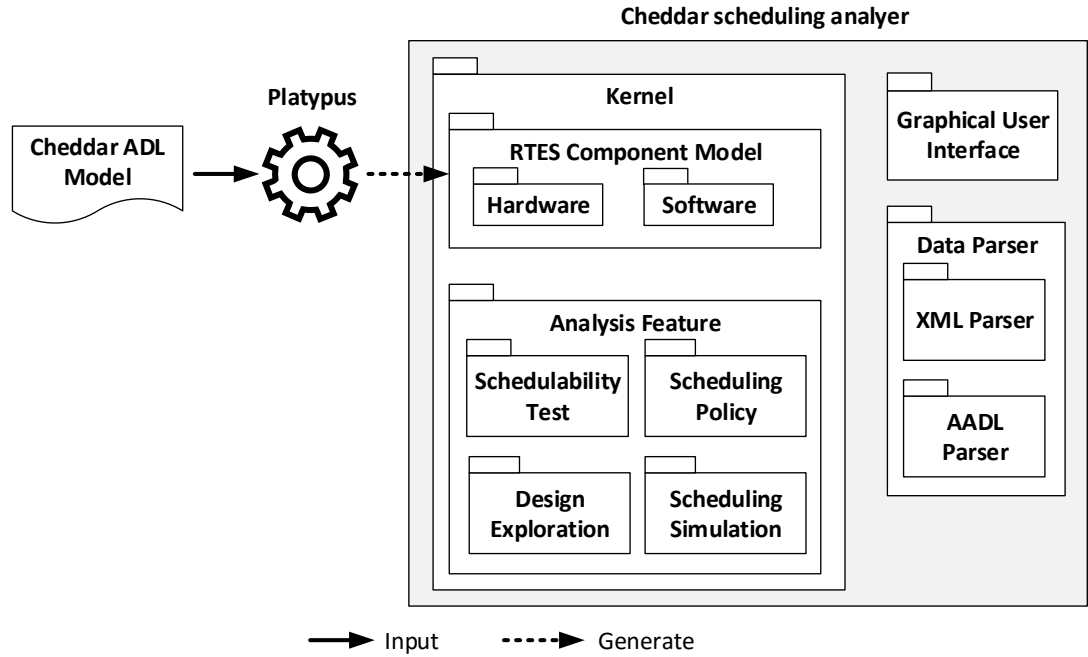 Cheddar scheduling analyer
Platypus
Cheddar ADL
Model
Kernel
RTES Component Model
Hardware
Software
Analysis Feature
Schedulability
Test
Scheduling
Policy
Design
Exploration
Scheduling
Simulation
Graphical User
Interface
Data Parser
XML Parser
AADL
Parser
Input
Generate